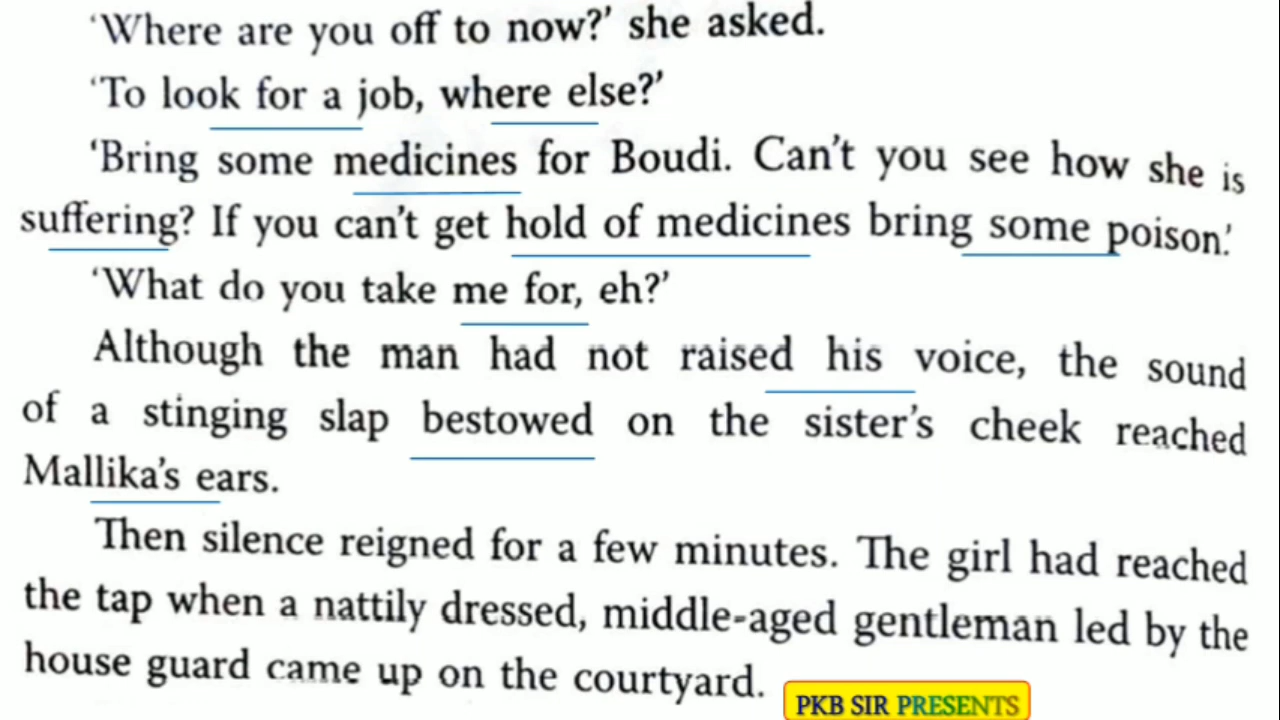 ‘Where are you off to now?’ she asked.
‘To look for a job, where else?’
‘Bring some medicines for Boudi. Can’t you see how she is
suffering? If you can’t get hold of medicines bring some poison.’
‘What do you take me for, eh?’
Although the man had not raised his voice, the sound
of a stinging slap bestowed on the sister’s cheek reached
Mallika’s ears.
Then silence reigned for a few minutes. The girl had reached
the tap when a nattily dressed, middle-aged gentleman led by the
house guard came up on the courtyard.
PKB SIR PRESENTS